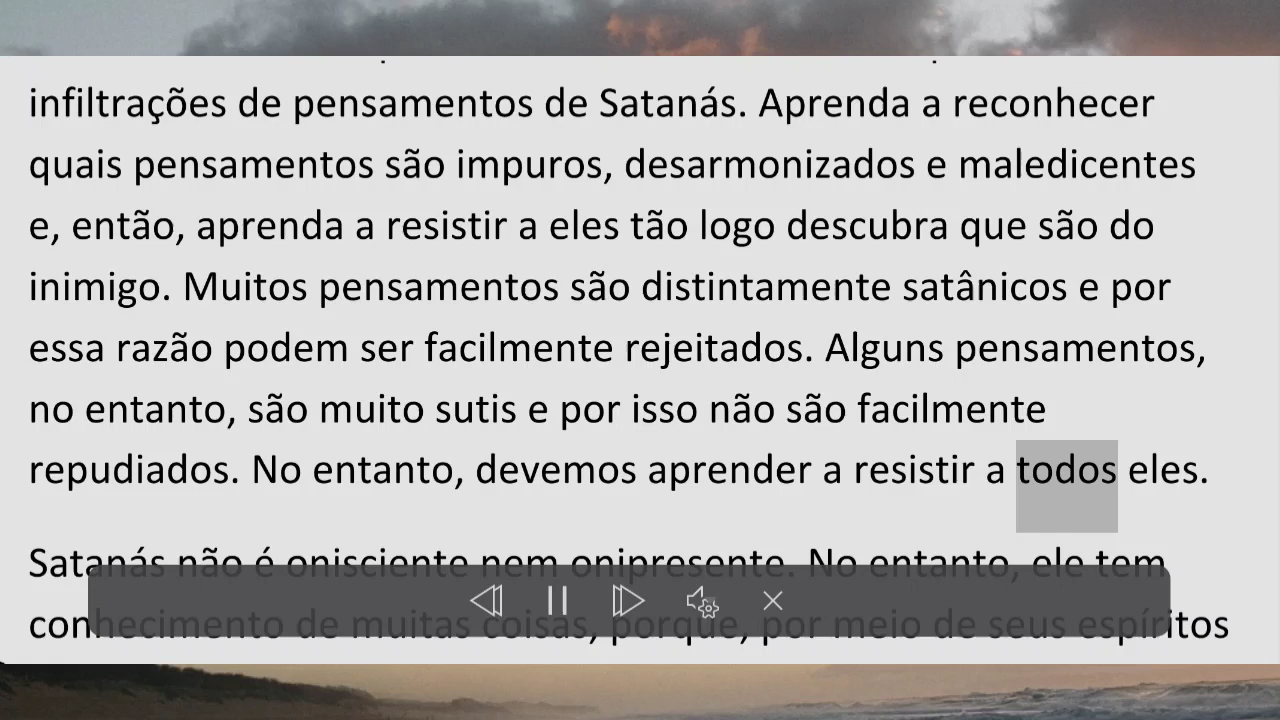 infiltrações de pensamentos de Satanás. Aprenda a reconhecer
quais pensamentos são impuros, desarmonizados e maledicentes
e, então, aprenda a resistir a eles tão logo descubra que são do
inimigo. Muitos pensamentos são distintamente satânicos e por
essa razão podem ser facilmente rejeitados. Alguns pensamentos,
no entanto, são muito sutis e por isso não são facilmente
repudiados. No entanto, devemos aprender a resistir a todos eles.
Satanás não é onisciente nem onipresente. No entanto, ele tem
conhecimento de muitas coisas, porque, por meio de seus espíritos